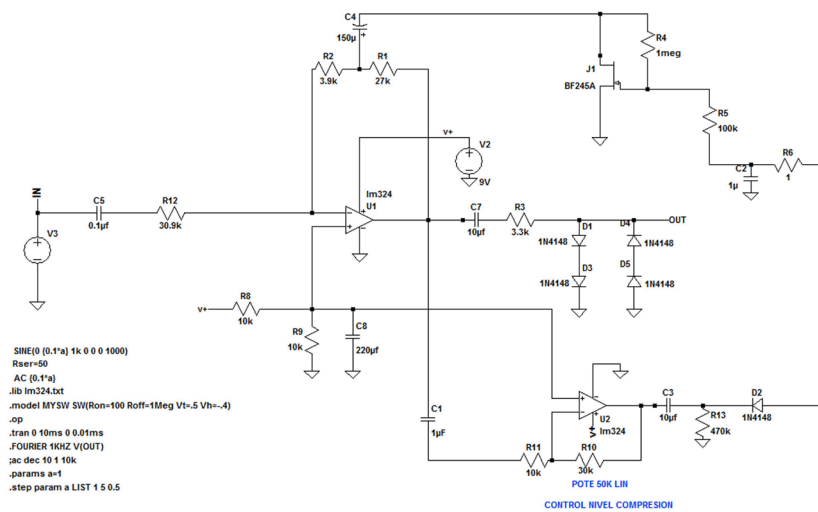 C4
150µ
+
R2
3.9k
R1
27k
J1
BF245A
R4
1meg
R5
100k
R6
1
C2
1µ
v+
V2
9V
lm324
U1
IN
C5
0.1µf
R12
30.9k
V3
C7
10µf
R3
3.3k
OUT
D1
1N4148
D4
1N4148
D3
1N4148
D5
1N4148
v+
R8
10k
R9
10k
C8
220µf
C1
1µF
U2
lm324
V+
C3
10µf
R13
470k
D2
1N4148
R11
10k
R10
30k
POTE 50K LIN
CONTROL NIVEL COMPRESION
SINE(0 {0.1*a} 1k 0 0 0 1000)
Rser=50
AC {0.1*a}
.lib lm324.txt
.model MYSW SW(Ron=100 Roff=1Meg Vt=.5 Vh=-.4)
.op
.tran 0 10ms 0 0.01ms
.FOURIER 1KHZ V(OUT)
;ac dec 10 1 10k
.params a=1
.step param a LIST 1 5 0.5